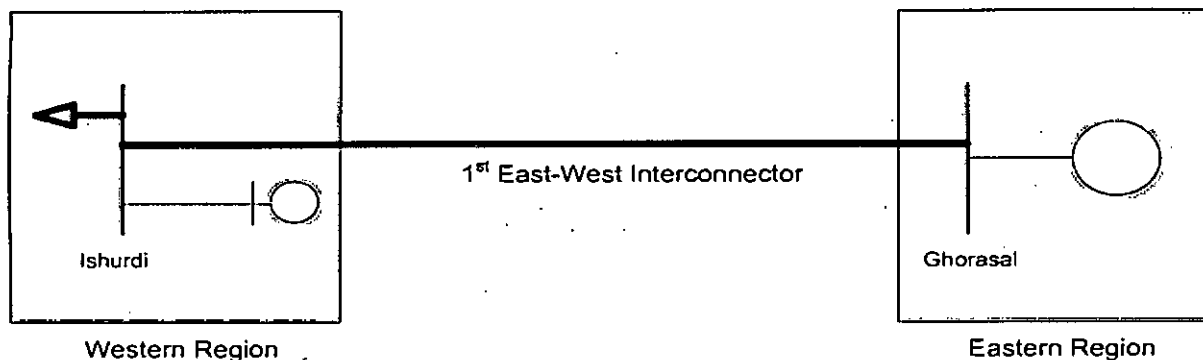 1st East-West Interconnector
Ishurdi
Ghorasal
Western Region
Eastern Region